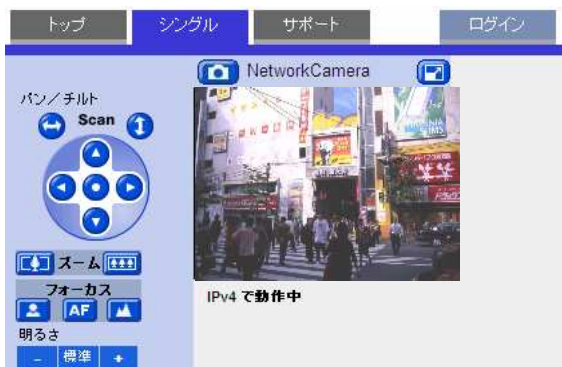 トップ シングル サポート ログイン
NetworkCamera
パン／チルト
Scan
ズーム
フォーカス
AF
明るさ
- 標準 +
IPv4 で動作中